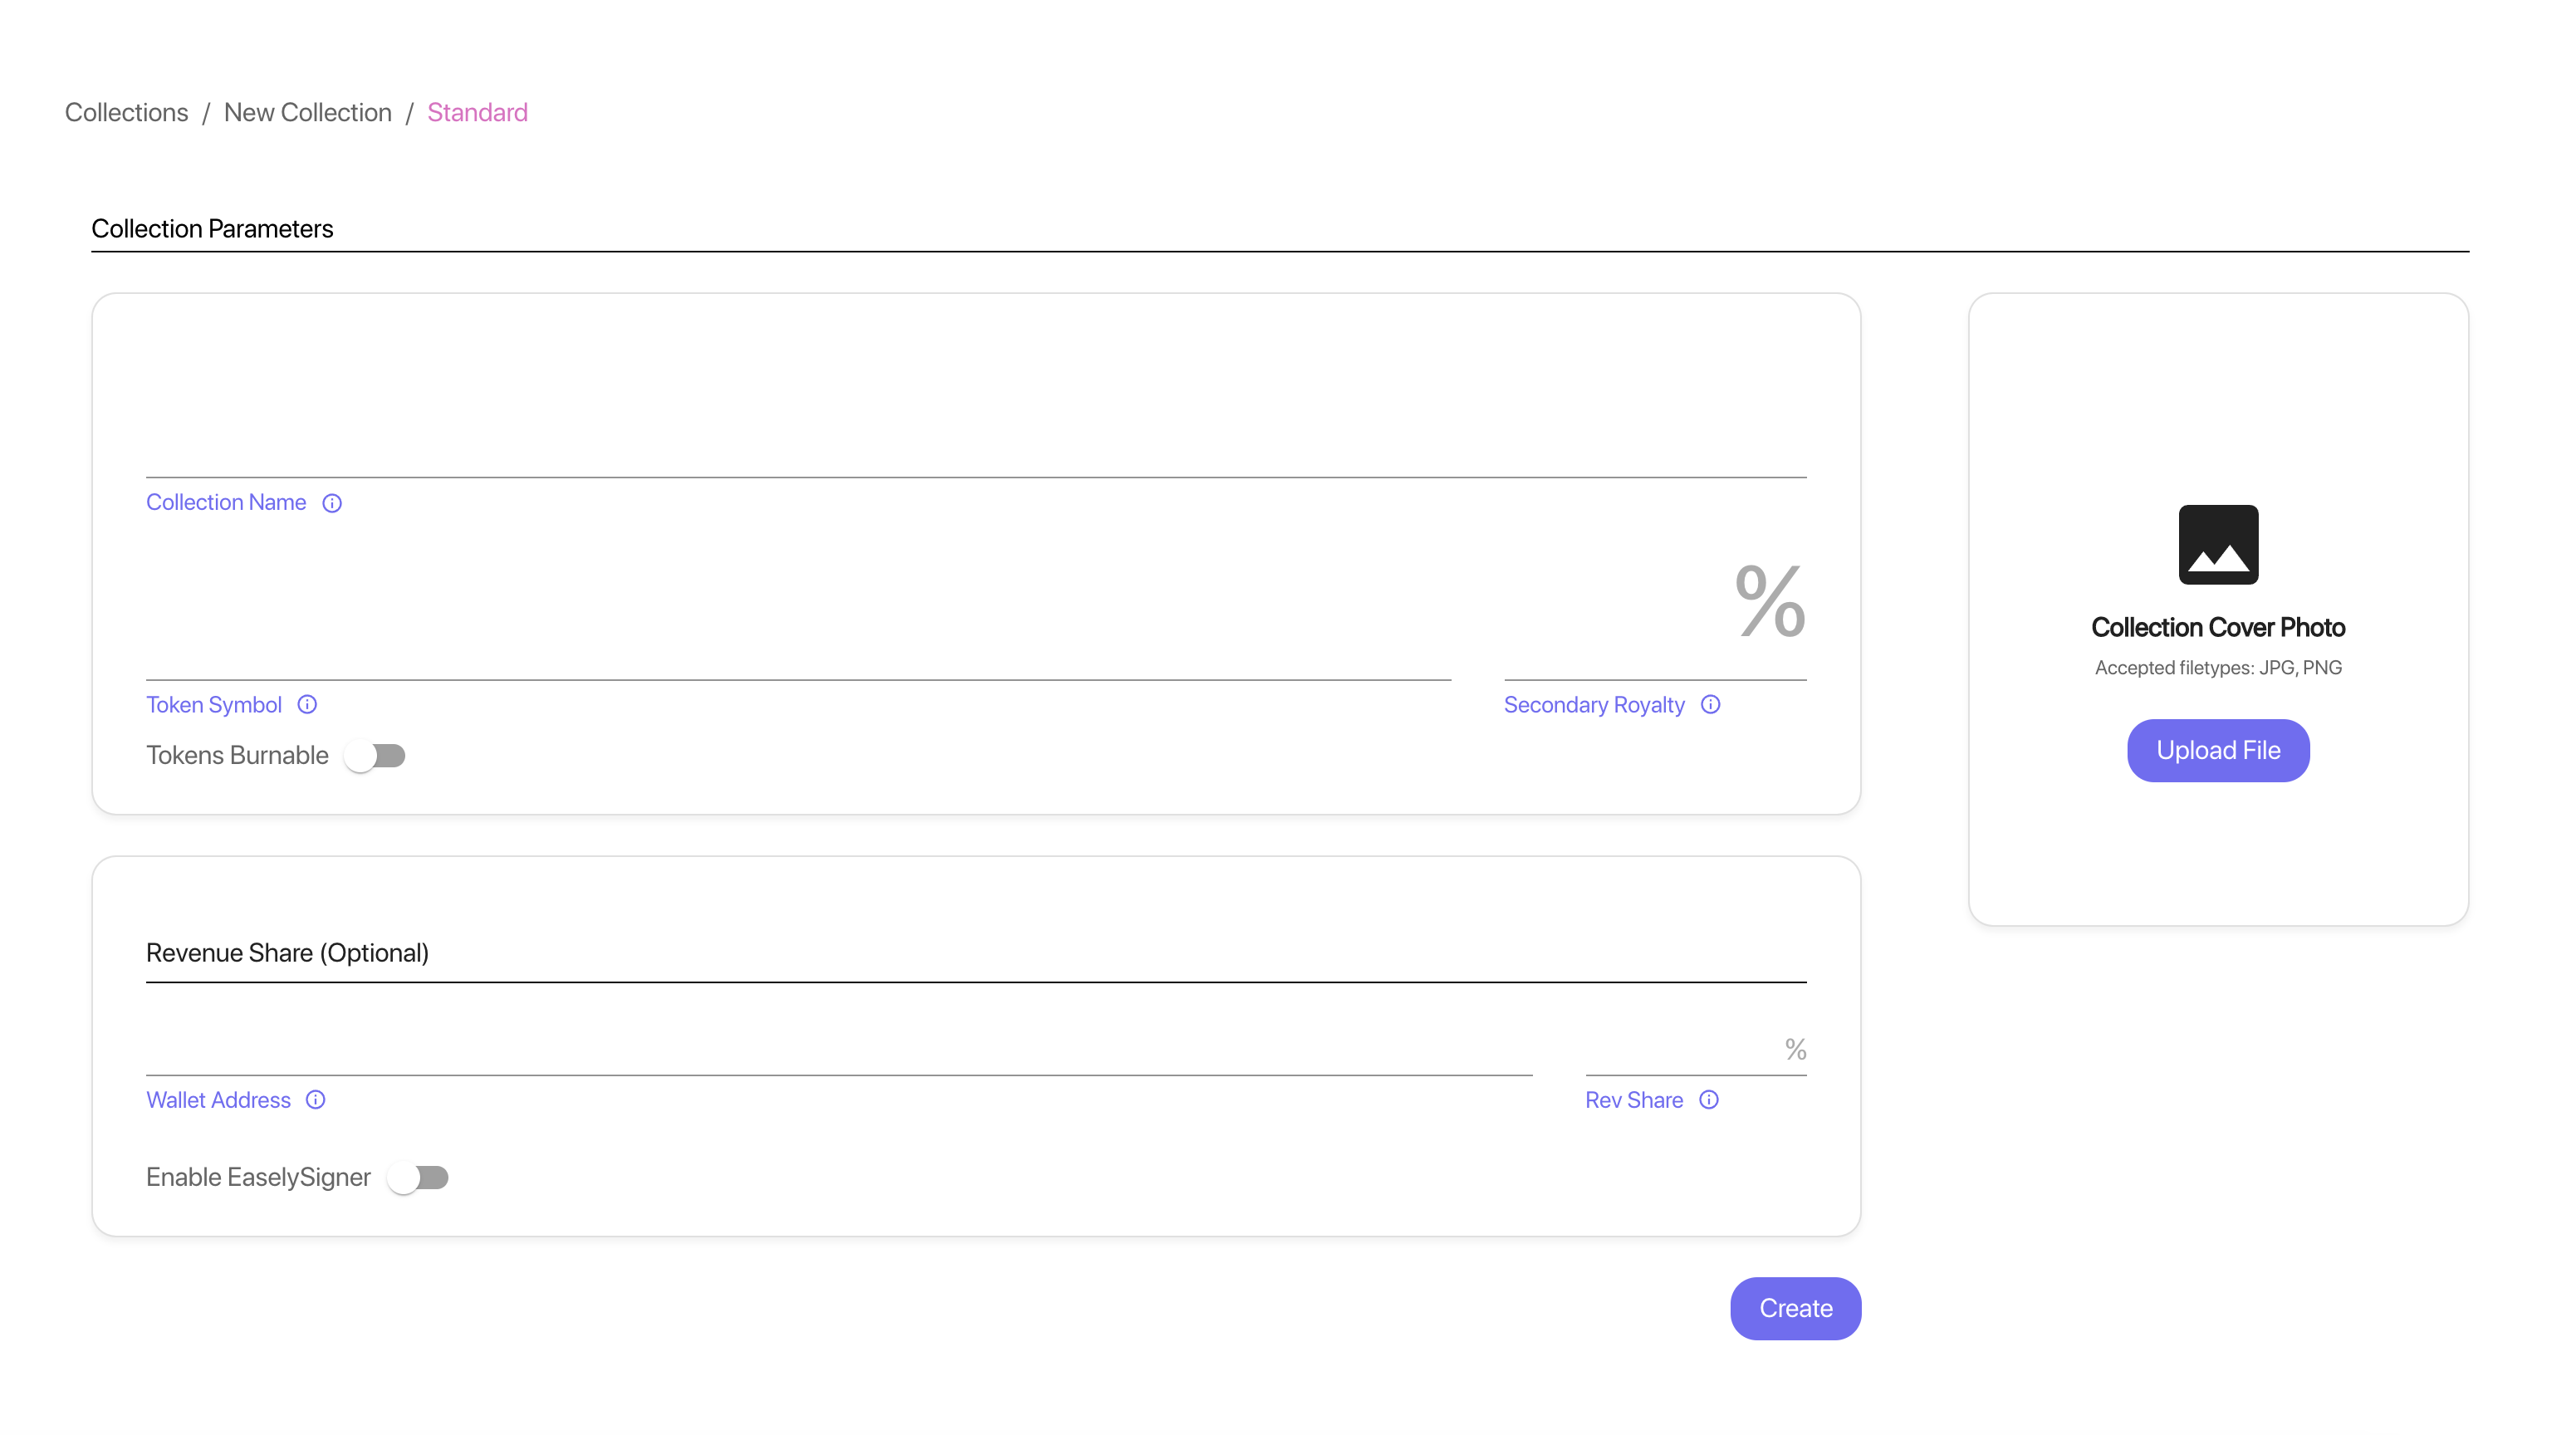 Collections / New Collection / Standard
Collection Parameters
Collection Name
%
Token Symbol
Secondary Royalty
Tokens Burnable
Collection Cover Photo
Accepted filetypes: JPG, PNG
Upload File
Revenue Share (Optional)
%
Wallet Address
Rev Share
Enable EaselySigner
Create